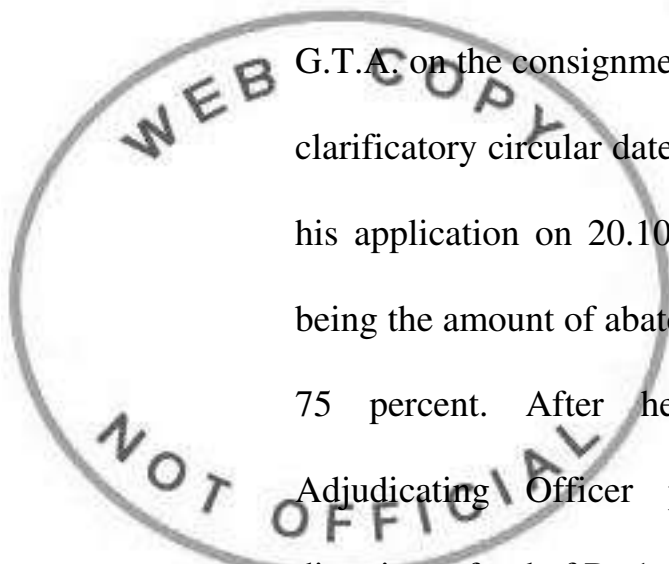 WEB COPY
G.T.A. on the consignme
clarificatory circular date
his application on 20.10
being the amount of abate
75 percent. After he
Adjudicating Officer
NOT OFFICIAL